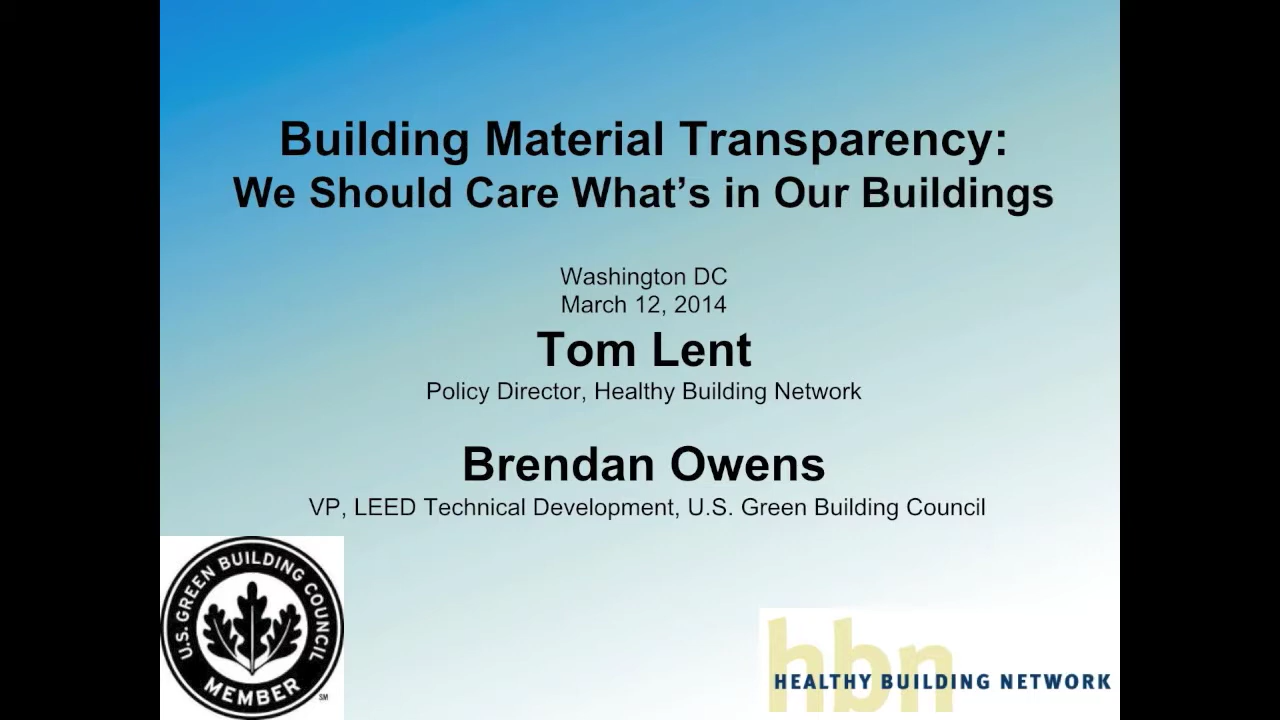 Building Material Transparency:
We Should Care What’s in Our Buildings
Washington DC
March 12, 2014
Tom Lent
Policy Director, Healthy Building Network
Brendan Owens
VP, LEED Technical Development, U.S. Green Building Council
U.S. GREEN BUILDING COUNCIL
MEMBER
SM
hbn
HEALTHY BUILDING NETWORK